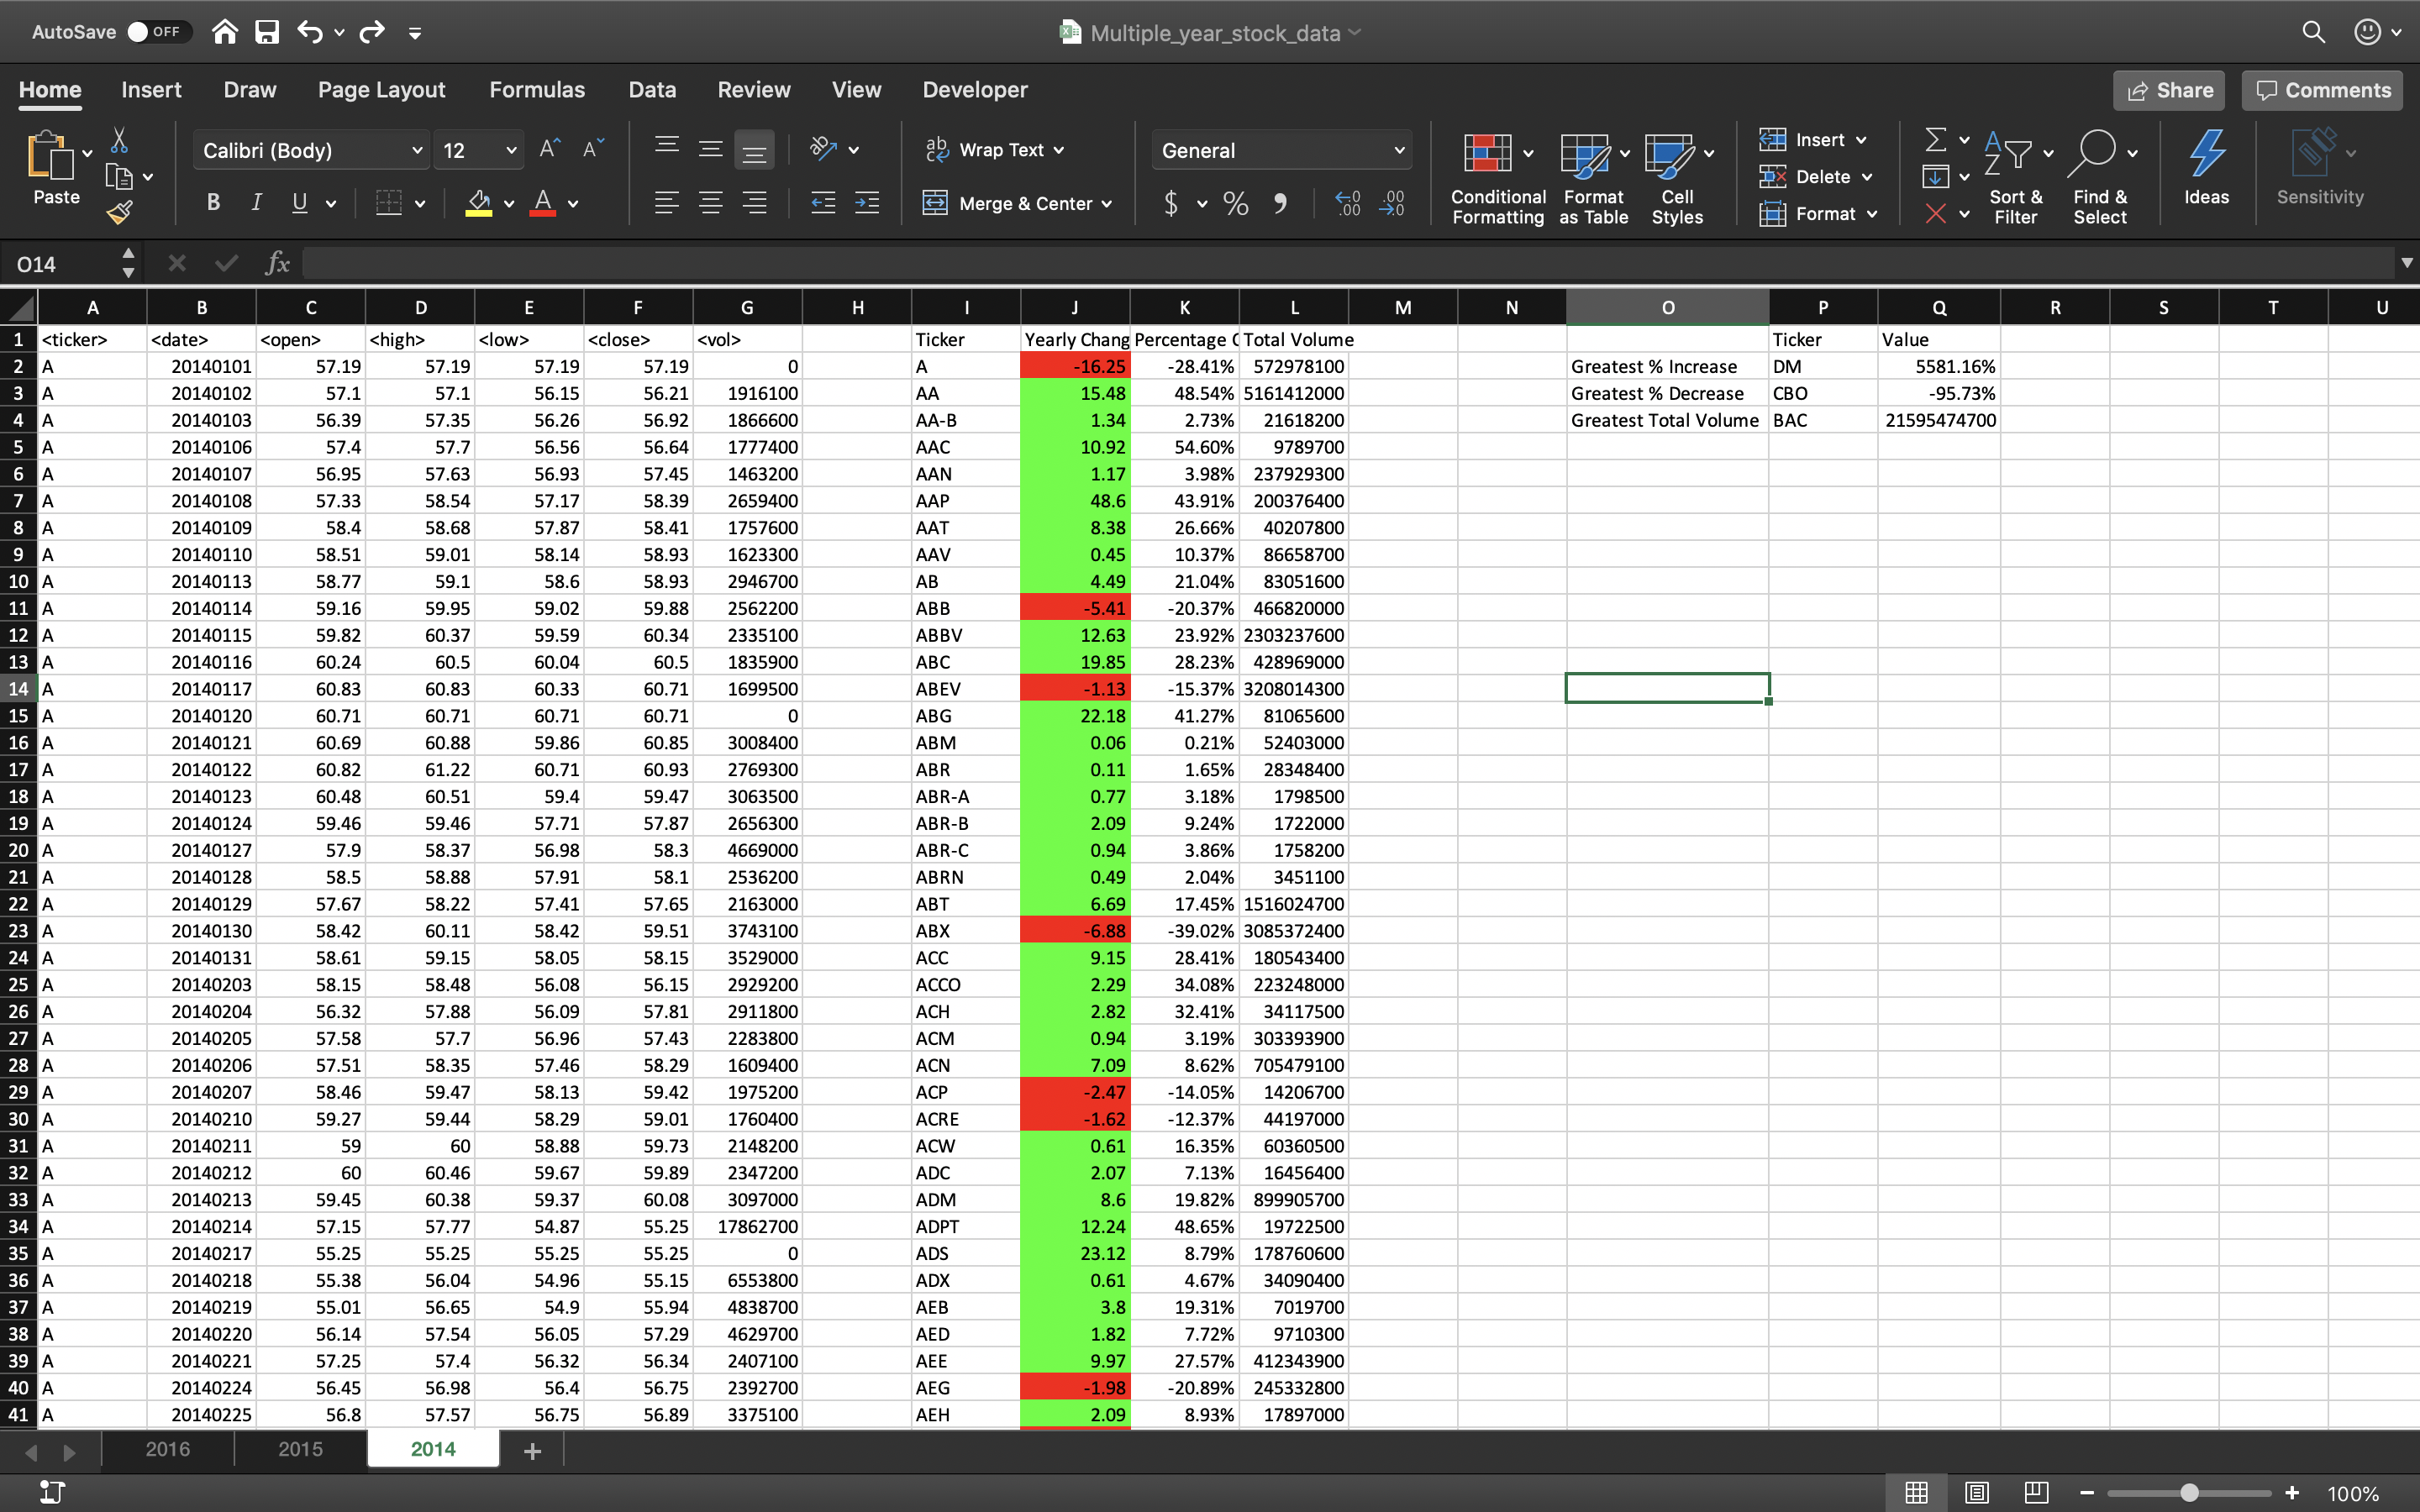 AutoSave OFF Multiple_year_stock_data
Home Insert Draw Page Layout Formulas Data Review View Developer Share Comments
Paste Calibri (Body) 12 A A Wrap Text General Conditional Formatting Format as Table Cell Styles Insert Delete Format Sort & Filter Find & Select Ideas Sensitivity
B I U A Merge & Center $ %
O14 fx
A B C D E F G H I J K L M N O P Q R S T U
1 <ticker> <date> <open> <high> <low> <close> <vol> Ticker Yearly Chang Percentage Total Volume Ticker Value
2 A 20140101 57.19 57.19 57.19 57.19 0 A -16.25 -28.41% 572978100 Greatest % Increase DM 5581.16%
3 A 20140102 57.1 57.1 56.15 56.21 1916100 AA 15.48 48.54% 5161412000 Greatest % Decrease CBO -95.73%
4 A 20140103 56.39 57.35 56.26 56.92 1866600 AA-B 1.34 2.73% 21618200 Greatest Total Volume BAC 21595474700
5 A 20140106 57.4 57.7 56.56 56.64 1777400 AAC 10.92 54.60% 9789700
6 A 20140107 56.95 57.63 56.93 57.45 1463200 AAN 1.17 3.98% 237929300
7 A 20140108 57.33 58.54 57.17 58.39 2659400 AAP 48.6 43.91% 200376400
8 A 20140109 58.4 58.68 57.87 58.41 1757600 AAT 8.38 26.66% 40207800
9 A 20140110 58.51 59.01 58.14 58.93 1623300 AAV 0.45 10.37% 86658700
10 A 20140113 58.77 59.1 58.6 58.93 2946700 AB 4.49 21.04% 83051600
11 A 20140114 59.16 59.95 59.02 59.88 2562200 ABB -5.41 -20.37% 466820000
12 A 20140115 59.82 60.37 59.59 60.34 2335100 ABBV 12.63 23.92% 2303237600
13 A 20140116 60.24 60.5 60.04 60.5 1835900 ABC 19.85 28.23% 428969000
14 A 20140117 60.83 60.83 60.33 60.71 1699500 ABEV -1.13 -15.37% 3208014300
15 A 20140120 60.71 60.71 60.71 60.71 0 ABG 22.18 41.27% 81065600
16 A 20140121 60.69 60.88 59.86 60.85 3008400 ABM 0.06 0.21% 52403000
17 A 20140122 60.82 61.22 60.71 60.93 2769300 ABR 0.11 1.65% 28348400
18 A 20140123 60.48 60.51 59.4 59.47 3063500 ABR-A 0.77 3.18% 1798500
19 A 20140124 59.46 59.46 57.71 57.87 2656300 ABR-B 2.09 9.24% 1722000
20 A 20140127 57.9 58.37 56.98 58.3 4669000 ABR-C 0.94 3.86% 1758200
21 A 20140128 58.5 58.88 57.91 58.1 2536200 ABRN 0.49 2.04% 3451100
22 A 20140129 57.67 58.22 57.41 57.65 2163000 ABT 6.69 17.45% 1516024700
23 A 20140130 58.42 60.11 58.42 59.51 3743100 ABX -6.88 -39.02% 3085372400
24 A 20140131 58.61 59.15 58.05 58.15 3529000 ACC 9.15 28.41% 180543400
25 A 20140203 58.15 58.48 56.08 56.15 2929200 ACCO 2.29 34.08% 223248000
26 A 20140204 56.32 57.88 56.09 57.81 2911800 ACH 2.82 32.41% 34117500
27 A 20140205 57.58 57.7 56.96 57.43 2283800 ACM 0.94 3.19% 303393900
28 A 20140206 57.51 58.35 57.46 58.29 1609400 ACN 7.09 8.62% 705479100
29 A 20140207 58.46 59.47 58.13 59.42 1975200 ACP -2.47 -14.05% 14206700
30 A 20140210 59.27 59.44 58.29 59.01 1760400 ACRE -1.62 -12.37% 44197000
31 A 20140211 59 60 58.88 59.73 2148200 ACW 0.61 16.35% 60360500
32 A 20140212 60 60.46 59.67 59.89 2347200 ADC 2.07 7.13% 16456400
33 A 20140213 59.45 60.38 59.37 60.08 3097000 ADM 8.6 19.82% 899905700
34 A 20140214 57.15 57.77 54.87 55.25 17862700 ADPT 12.24 48.65% 19722500
35 A 20140217 55.25 55.25 55.25 55.25 0 ADS 23.12 8.79% 178760600
36 A 20140218 55.38 56.04 54.96 55.15 6553800 ADX 0.61 4.67% 34090400
37 A 20140219 55.01 56.65 54.9 55.94 4838700 AEB 3.8 19.31% 7019700
38 A 20140220 56.14 57.54 56.05 57.29 4629700 AED 1.82 7.72% 9710300
39 A 20140221 57.25 57.4 56.32 56.34 2407100 AEE 9.97 27.57% 412343900
40 A 20140224 56.45 56.98 56.4 56.75 2392700 AEG -1.98 -20.89% 245332800
41 A 20140225 56.8 57.57 56.75 56.89 3375100 AEH 2.09 8.93% 17897000
2016 2015 2014
100%